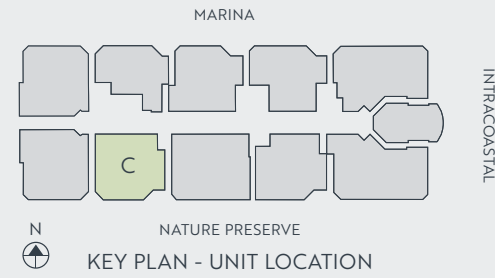 MARINA
INTRACOASTAL
C
N
NATURE PRESERVE
KEY PLAN - UNIT LOCATION